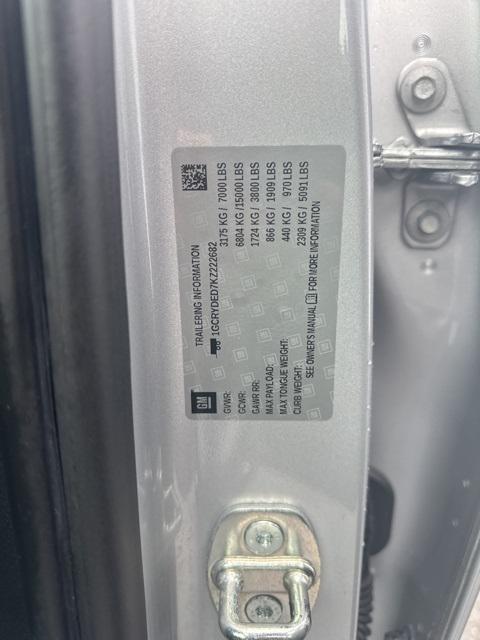 TRAILERING INFORMATION
1GCRYDED7KZ222682
GM
GVWR: 3175 KG / 7000 LBS
GCWR: 6804 KG /15000 LBS
GAWR RR: 1724 KG / 3800 LBS
MAX PAYLOAD: 866 KG / 1909 LBS
MAX TONGUE WEIGHT: 440 KG / 970 LBS
CURB WEIGHT: 2309 KG / 5091 LBS
SEE OWNER'S MANUAL FOR MORE INFORMATION